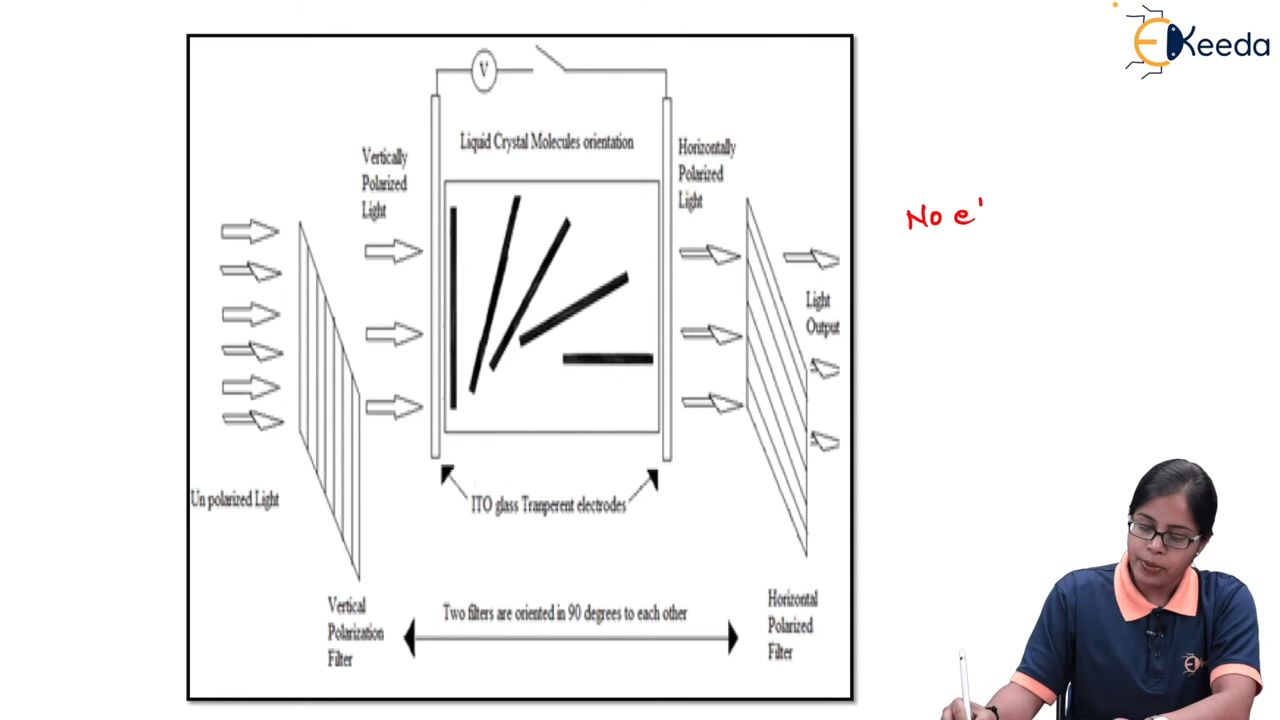 EKeeda
V
Liquid Crystal Molecules orientation
Vertically
Polarized
Light
Horizontally
Polarized
Light
No e'
Light
Output
Un polarized Light
ITO glass Tranperent electrodes
Vertical
Polarization
Filter
Two filters are oriented in 90 degrees to each other
Horizontal
Polarized
Filter